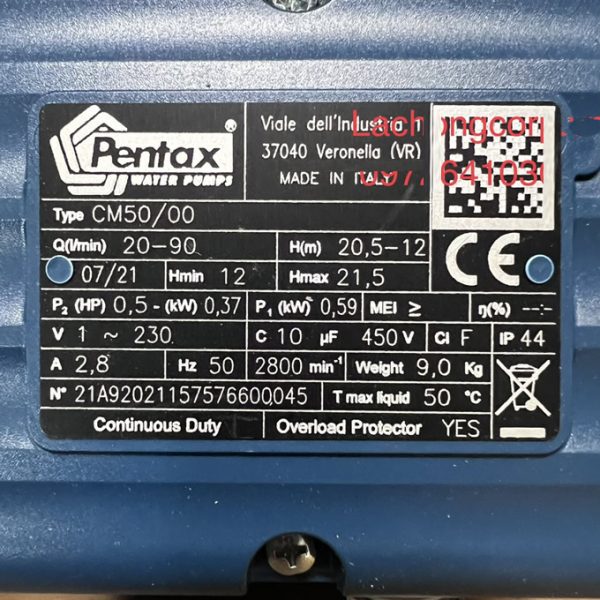 Pentax®
WATER PUMPS
Viale dell'Industria, 1
37040 Veronella (VR)
MADE IN ITALY
Type CM50/00
Q(l/min) 20-90 H(m) 20,5-12
07/21 Hmin 12 Hmax 21,5
P2 (HP) 0,5 - (kW) 0,37 P1 (kW) 0,59 MEI ≥ η(%) --·-
V 1 ~ 230 C 10 µF 450 V Cl F IP 44
A 2,8 Hz 50 2800 min⁻¹ Weight 9,0 Kg
N° 21A92021157576600045 T max liquid 50 °C
Continuous Duty Overload Protector YES
CE